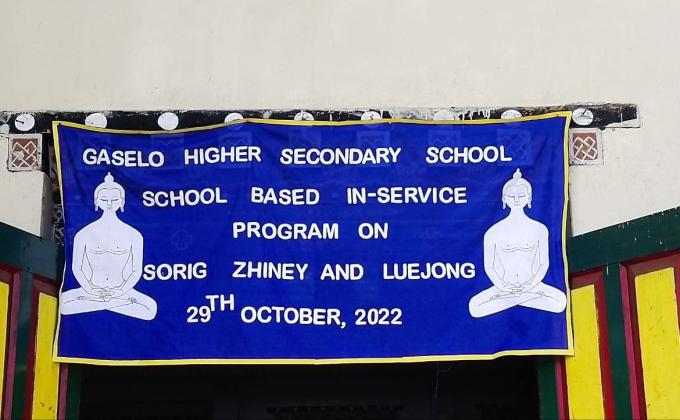 GASELO HIGHER SECONDARY SCHOOL
SCHOOL BASED IN-SERVICE
PROGRAM ON
SORIG ZHINEY AND LUEJONG
29TH OCTOBER, 2022